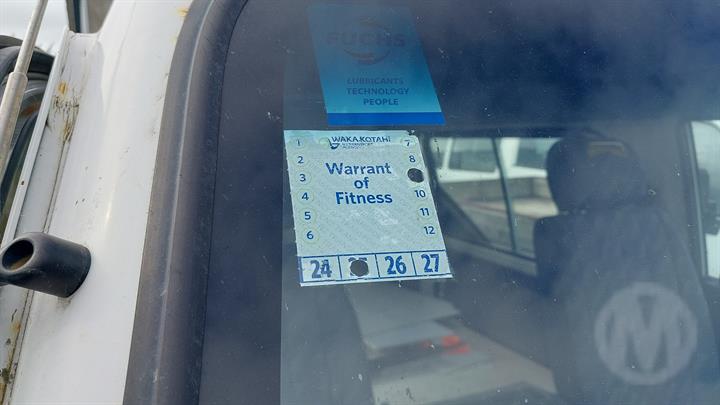 FUCHS
LUBRICANTS
TECHNOLOGY
PEOPLE
WAKA KOTAHI
1 7
2 8
3
4 10
5 11
6 12
Warrant
of
Fitness
24 26 27
M